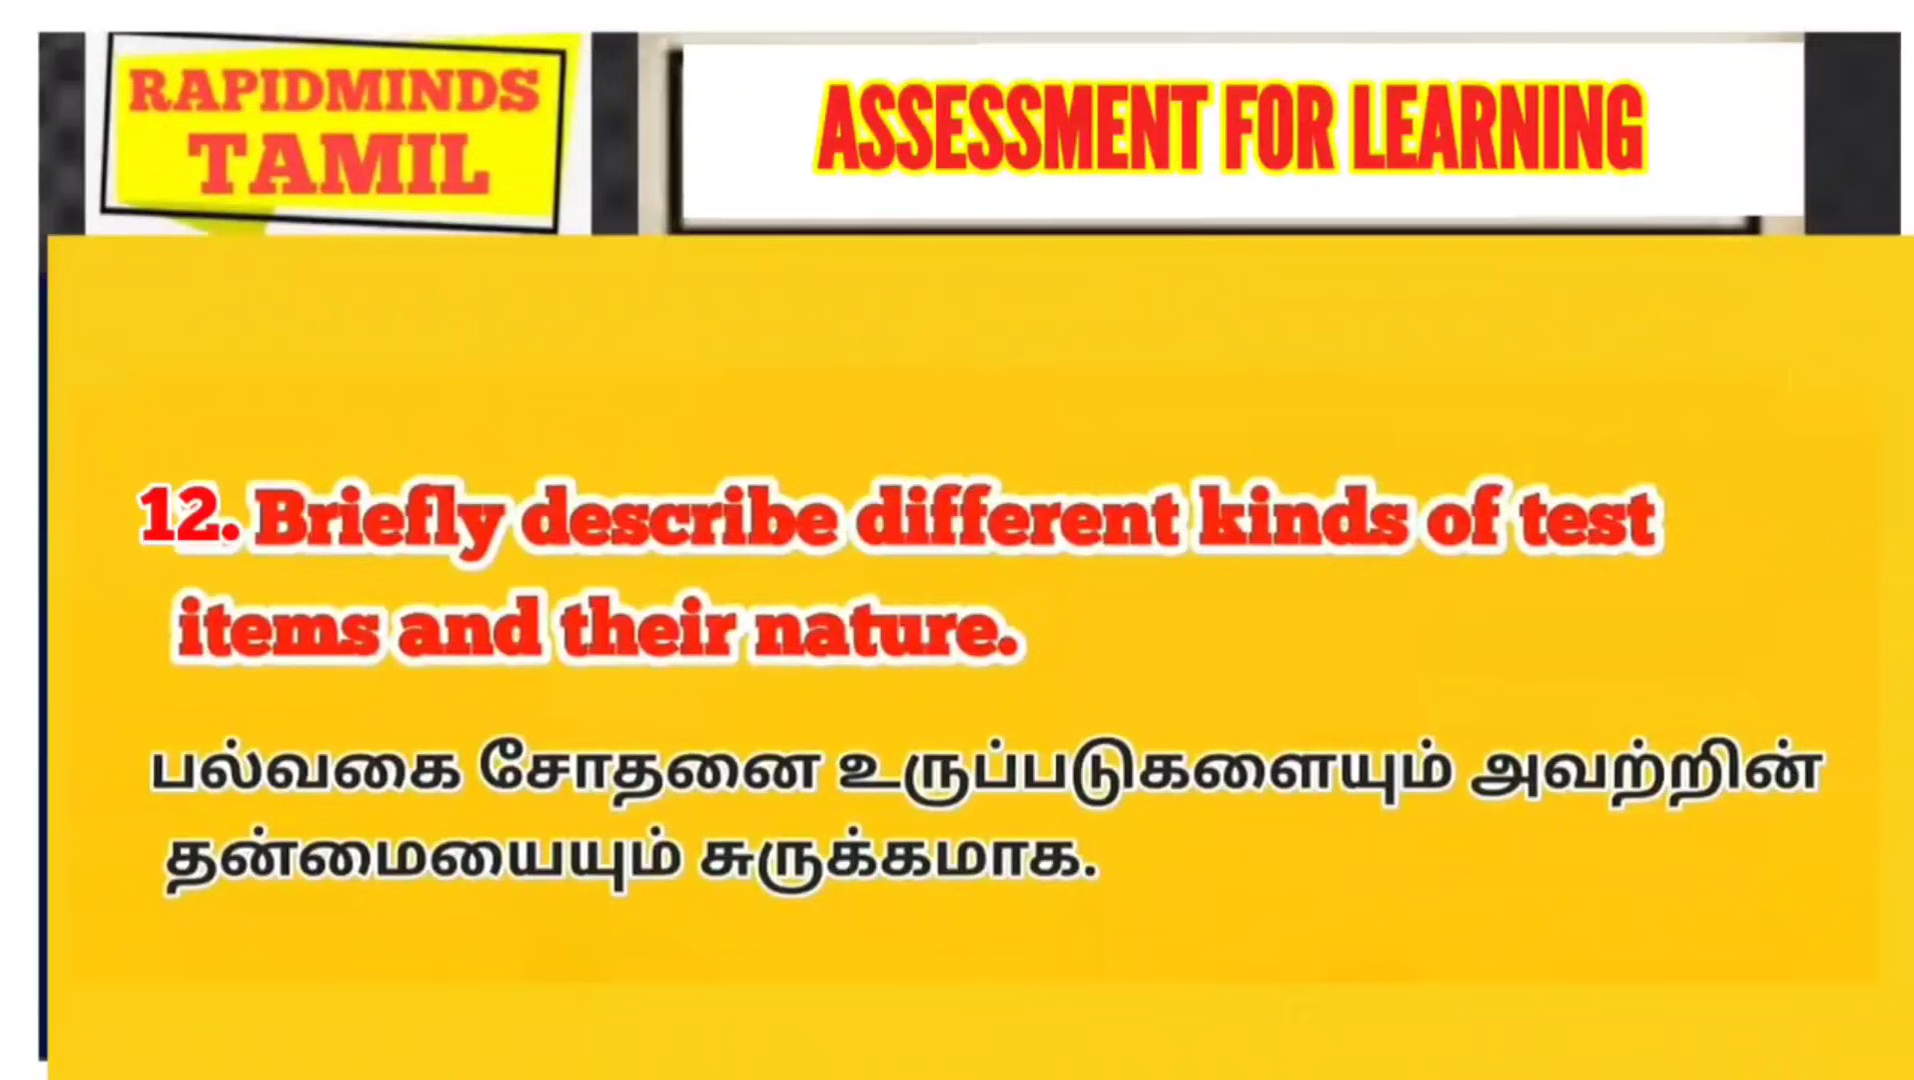 RAPIDMINDS
TAMIL
ASSESSMENT FOR LEARNING
12. Briefly describe different kinds of test
items and their nature.
பல்வகை சோதனை உருப்படுகளையும் அவற்றின்
தன்மையையும் சுருக்கமாக.